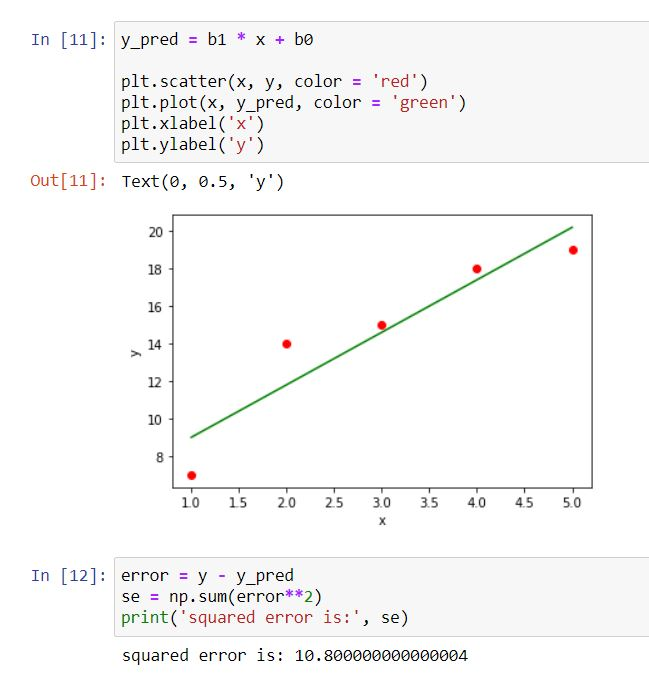 In [11]: y_pred = b1 * x + b0
plt.scatter(x, y, color = 'red')
plt.plot(x, y_pred, color = 'green')
plt.xlabel('x')
plt.ylabel('y')
Out[11]: Text(0, 0.5, 'y')
20
18
16
14
12
10
8
y
1.0 1.5 2.0 2.5 3.0 3.5 4.0 4.5 5.0
x
In [12]: error = y - y_pred
se = np.sum(error**2)
print('squared error is:', se)
squared error is: 10.800000000000004